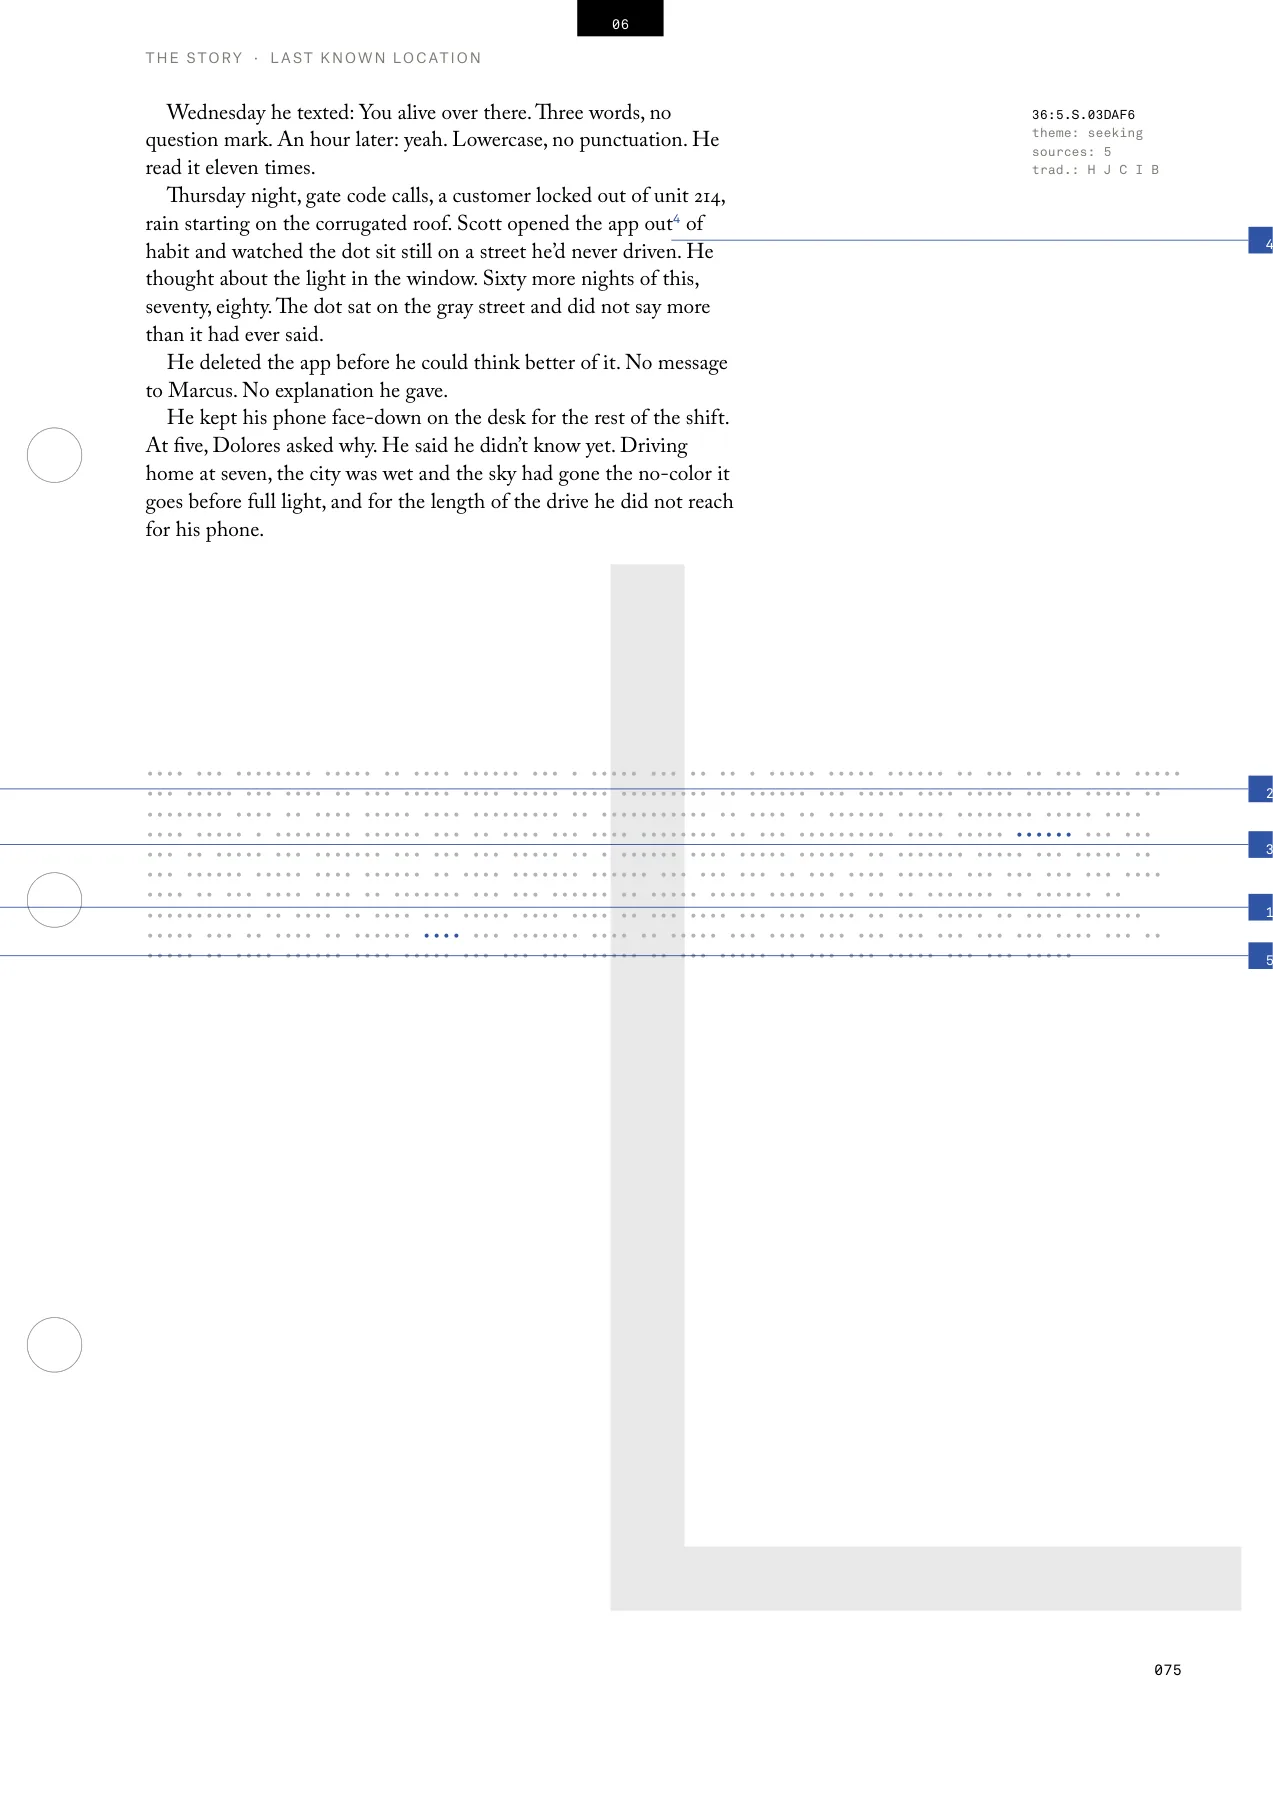 06
THE STORY · LAST KNOWN LOCATION
Wednesday he texted: You alive over there. Three words, no
question mark. An hour later: yeah. Lowercase, no punctuation. He
read it eleven times.
Thursday night, gate code calls, a customer locked out of unit 214,
rain starting on the corrugated roof. Scott opened the app out4 of
habit and watched the dot sit still on a street he’d never driven. He
thought about the light in the window. Sixty more nights of this,
seventy, eighty. The dot sat on the gray street and did not say more
than it had ever said.
He deleted the app before he could think better of it. No message
to Marcus. No explanation he gave.
He kept his phone face-down on the desk for the rest of the shift.
At five, Dolores asked why. He said he didn’t know yet. Driving
home at seven, the city was wet and the sky had gone the no-color it
goes before full light, and for the length of the drive he did not reach
for his phone.
36:5.S.03DAF6
theme: seeking
sources: 5
trad.: H J C I B
4
2
3
1
5
075